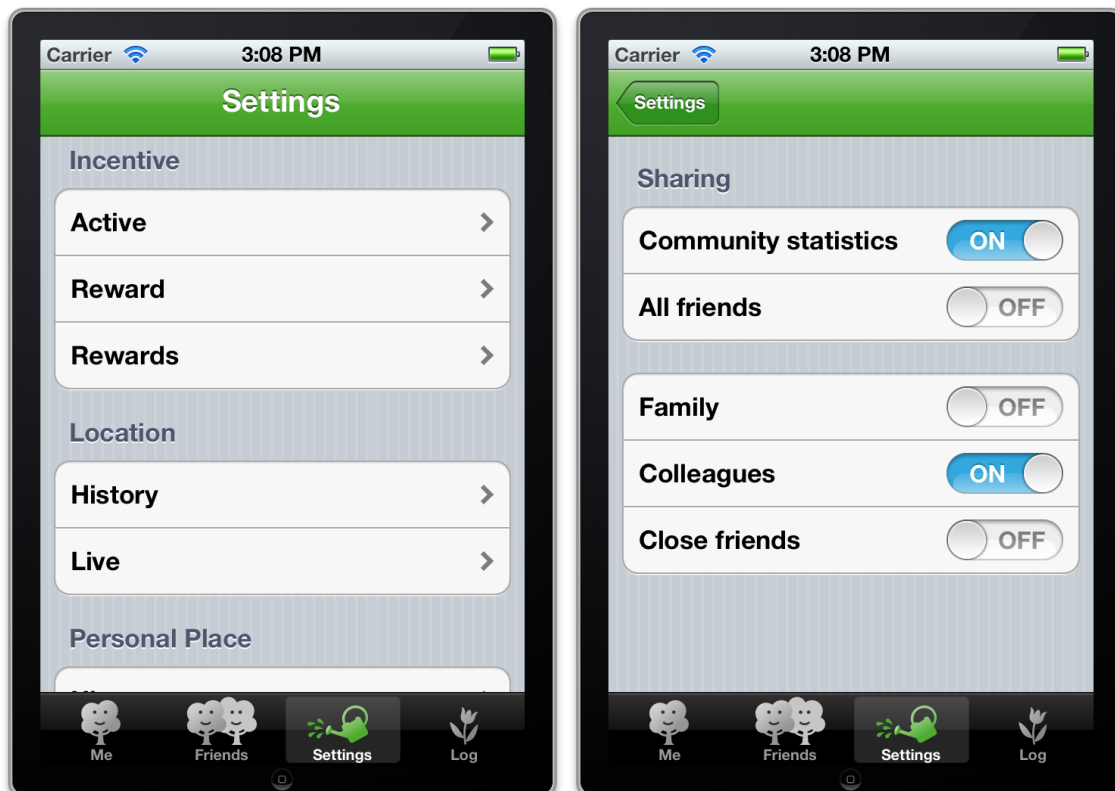 Carrier 3:08 PM
Settings
Incentive
Active
Reward
Rewards
Location
History
Live
Personal Place
Me Friends Settings Log
Carrier 3:08 PM
Settings
Sharing
Community statistics ON
All friends OFF
Family OFF
Colleagues ON
Close friends OFF
Me Friends Settings Log